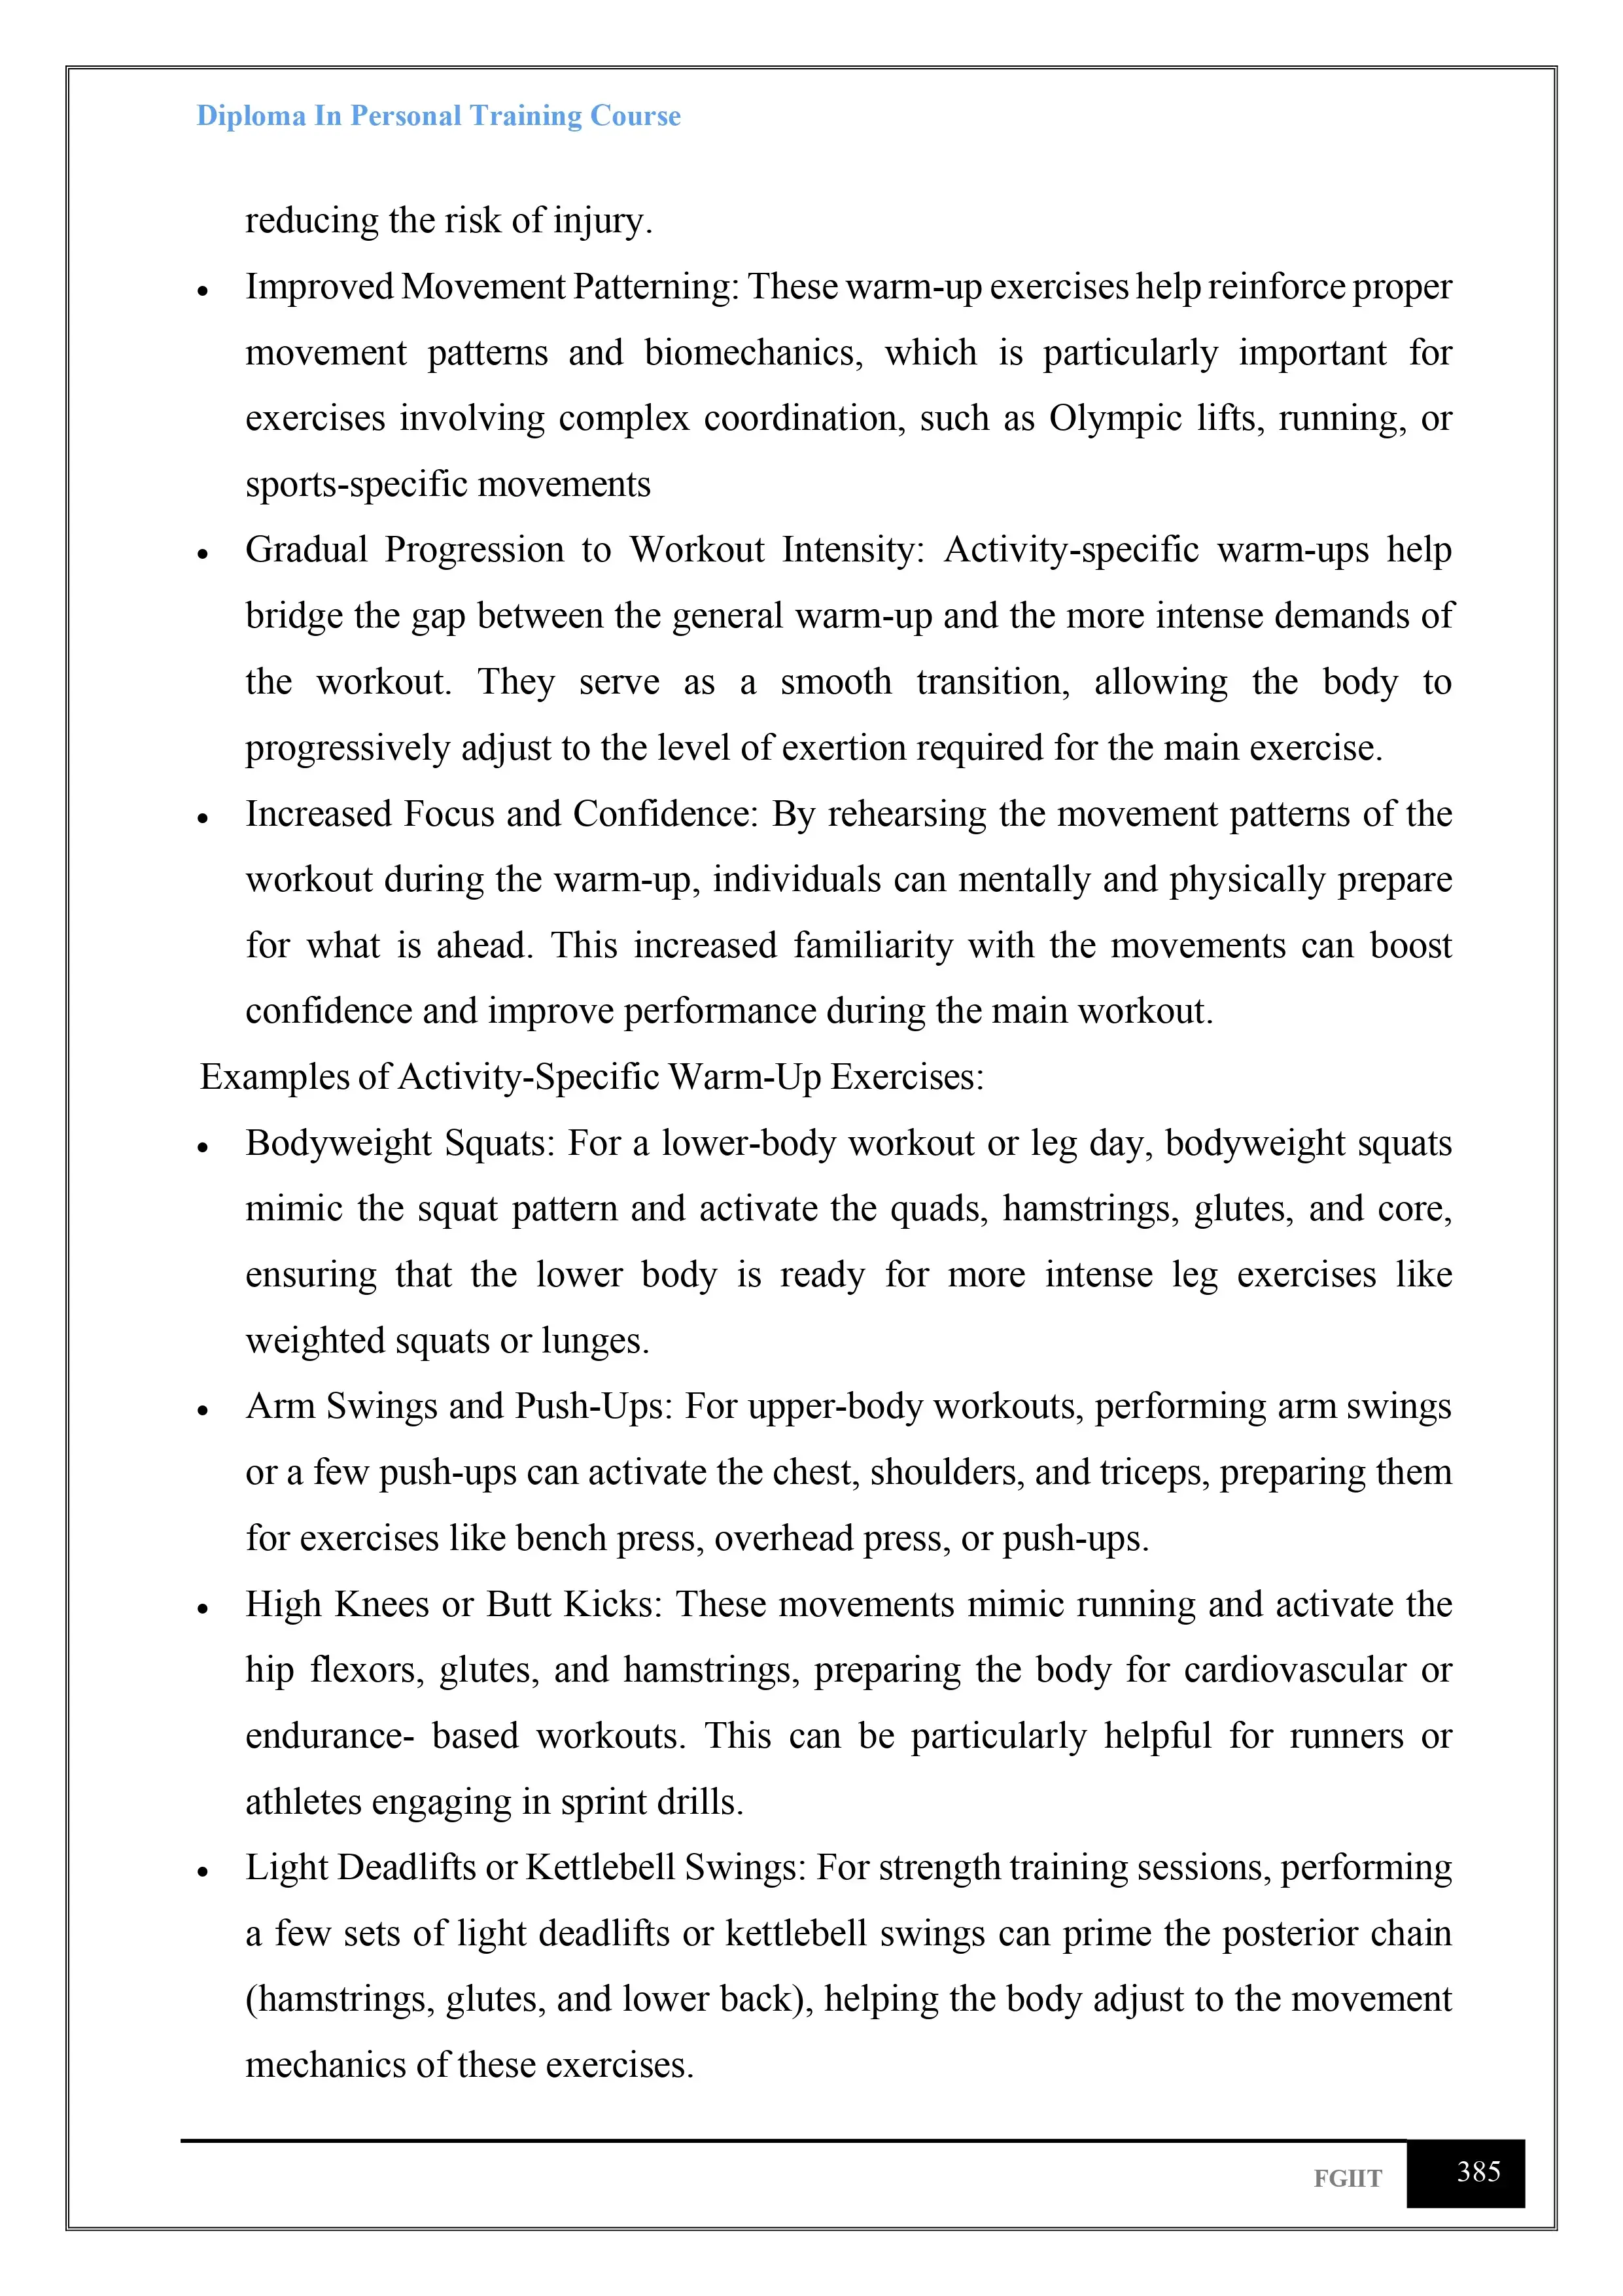 Diploma In Personal Training Course
reducing the risk of injury.
• Improved Movement Patterning: These warm-up exercises help reinforce proper
movement patterns and biomechanics, which is particularly important for
exercises involving complex coordination, such as Olympic lifts, running, or
sports-specific movements
• Gradual Progression to Workout Intensity: Activity-specific warm-ups help
bridge the gap between the general warm-up and the more intense demands of
the workout. They serve as a smooth transition, allowing the body to
progressively adjust to the level of exertion required for the main exercise.
• Increased Focus and Confidence: By rehearsing the movement patterns of the
workout during the warm-up, individuals can mentally and physically prepare
for what is ahead. This increased familiarity with the movements can boost
confidence and improve performance during the main workout.
Examples of Activity-Specific Warm-Up Exercises:
• Bodyweight Squats: For a lower-body workout or leg day, bodyweight squats
mimic the squat pattern and activate the quads, hamstrings, glutes, and core,
ensuring that the lower body is ready for more intense leg exercises like
weighted squats or lunges.
• Arm Swings and Push-Ups: For upper-body workouts, performing arm swings
or a few push-ups can activate the chest, shoulders, and triceps, preparing them
for exercises like bench press, overhead press, or push-ups.
• High Knees or Butt Kicks: These movements mimic running and activate the
hip flexors, glutes, and hamstrings, preparing the body for cardiovascular or
endurance- based workouts. This can be particularly helpful for runners or
athletes engaging in sprint drills.
• Light Deadlifts or Kettlebell Swings: For strength training sessions, performing
a few sets of light deadlifts or kettlebell swings can prime the posterior chain
(hamstrings, glutes, and lower back), helping the body adjust to the movement
mechanics of these exercises.
FGIIT 385